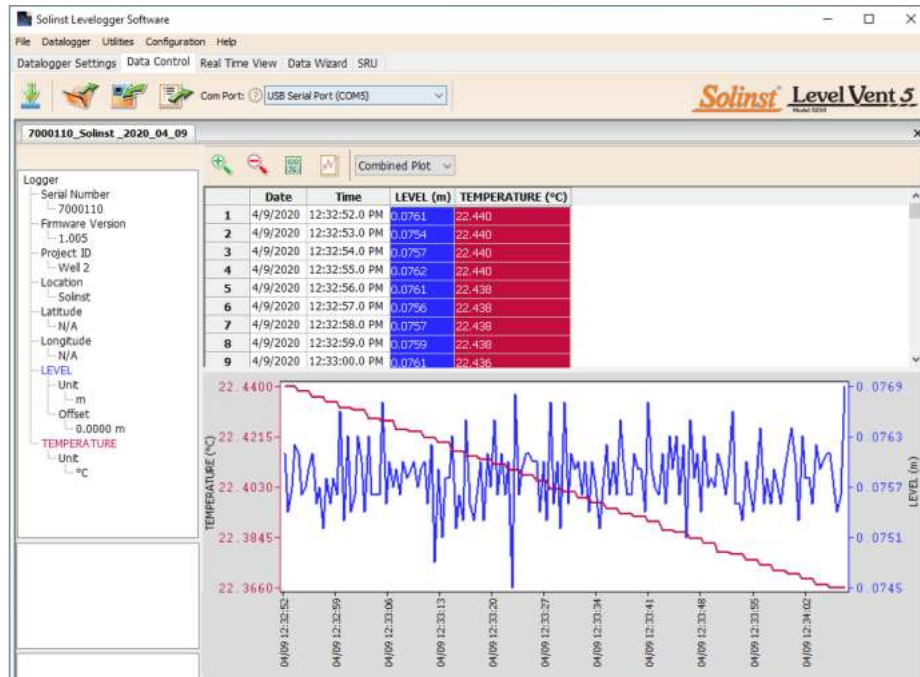 Solinst Levelogger Software
File Datalogger Utilities Configuration Help
Datalogger Settings Data Control Real Time View Data Wizard SRU
Com Port: ? USB Serial Port (COM5)
Solinst Level Vent 5
7000110_Solinst _2020_04_09
Combined Plot
Logger
Serial Number
7000110
Firmware Version
1.005
Project ID
Well 2
Location
Solinst
Latitude
N/A
Longitude
N/A
LEVEL
Unit
m
Offset
0.0000 m
TEMPERATURE
Unit
°C
Date Time LEVEL (m) TEMPERATURE (°C)
1 4/9/2020 12:32:52.0 PM 0.0761 22.440
2 4/9/2020 12:32:53.0 PM 0.0754 22.440
3 4/9/2020 12:32:54.0 PM 0.0757 22.440
4 4/9/2020 12:32:55.0 PM 0.0762 22.440
5 4/9/2020 12:32:56.0 PM 0.0761 22.438
6 4/9/2020 12:32:57.0 PM 0.0756 22.438
7 4/9/2020 12:32:58.0 PM 0.0757 22.438
8 4/9/2020 12:32:59.0 PM 0.0759 22.438
9 4/9/2020 12:33:00.0 PM 0.0761 22.436
22.4400
22.4215
22.4030
22.3845
22.3660
TEMPERATURE (°C)
0.0769
0.0763
0.0757
0.0751
0.0745
LEVEL (m)
04/09 12:32:52
04/09 12:32:59
04/09 12:33:06
04/09 12:33:13
04/09 12:33:20
04/09 12:33:27
04/09 12:33:34
04/09 12:33:41
04/09 12:33:48
04/09 12:33:55
04/09 12:34:02